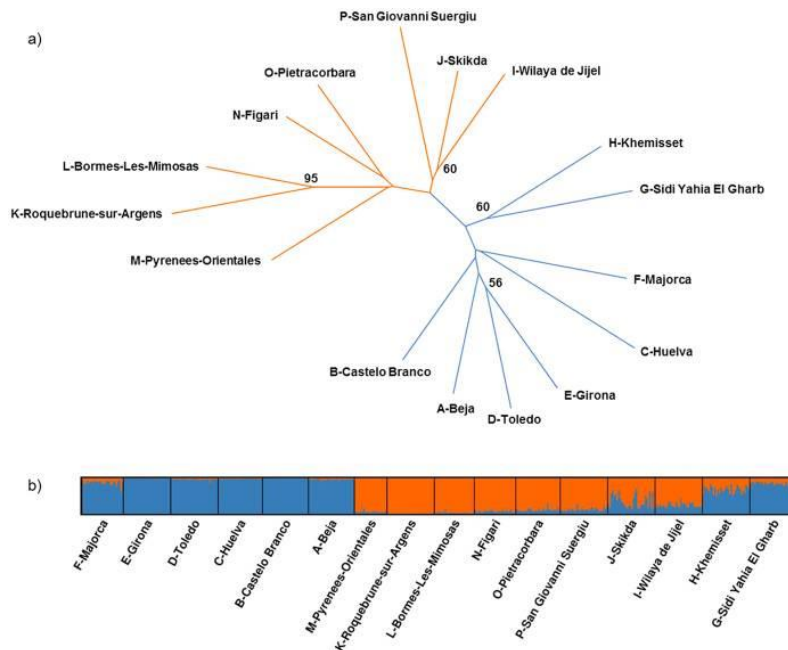 a)
P-San Giovanni Suergiu
J-Skikda
I-Wilaya de Jijel
O-Pietracorbara
N-Figari
H-Khemisset
L-Bormes-Les-Mimosas
95
60
G-Sidi Yahia El Gharb
60
K-Roquebrune-sur-Argens
M-Pyrenees-Orientales
F-Majorca
56
C-Huelva
B-Castelo Branco
E-Girona
A-Beja
D-Toledo
b)
F-Majorca
E-Girona
D-Toledo
C-Huelva
B-Castelo Branco
A-Beja
M-Pyrenees-Orientales
K-Roquebrune-sur-Argens
L-Bormes-Les-Mimosas
N-Figari
O-Pietracorbara
P-San Giovanni Suergiu
J-Skikda
I-Wilaya de Jijel
H-Khemisset
G-Sidi Yahia El Gharb